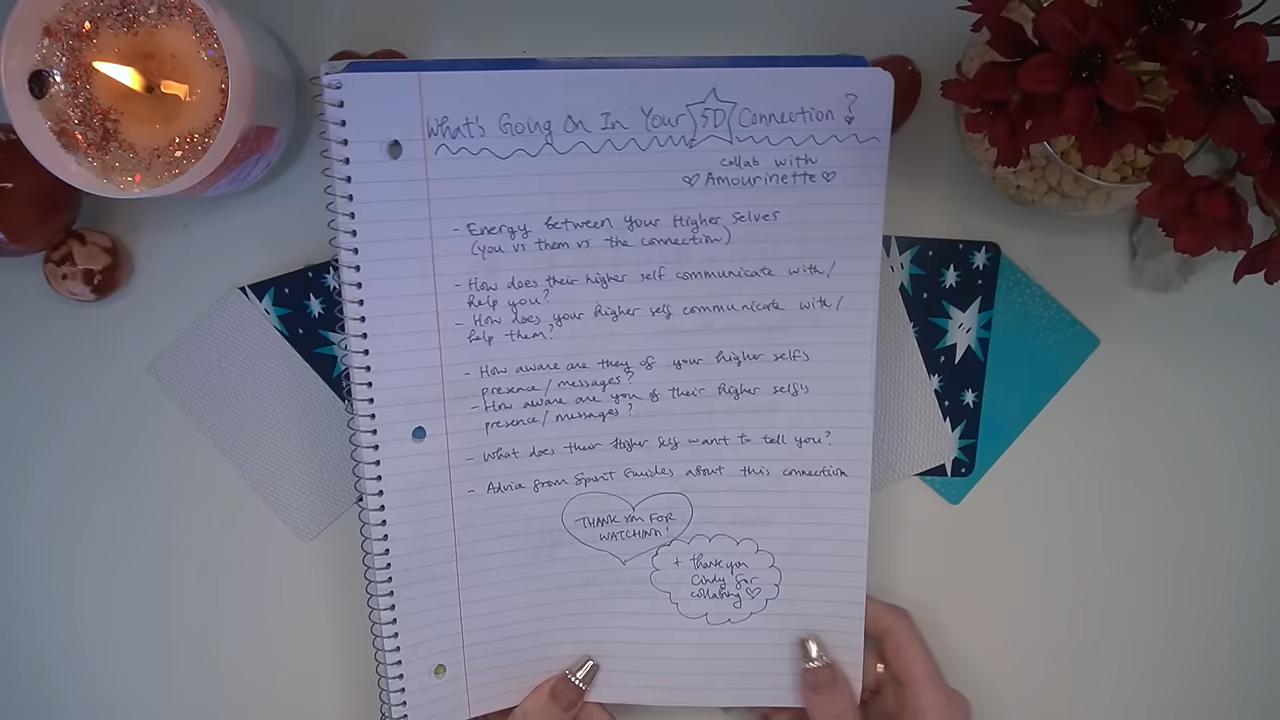 What's Going On In Your 5D Connection?
collab with
♡ Amourinette ♡
- Energy between your Higher Selves
(you vs them vs the connection)
- How does their higher self communicate with/
help you?
- How does your higher self communicate with/
help them?
- How aware are they of your higher self's
presence/messages?
- How aware are you of their higher self's
presence/messages?
- What does their Higher Self want to tell you?
- Advice from Spirit Guides about this connection
THANK YOU FOR
WATCHING!
+ thank you
Cindy for
collabing ♡